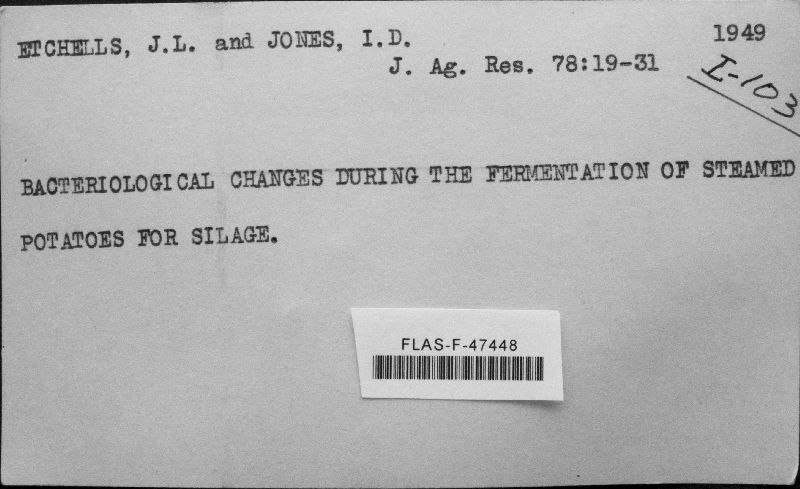 ETCHELLS, J.L. and JONES, I.D. 1949
J. Ag. Res. 78:19-31
I-103
BACTERIOLOGICAL CHANGES DURING THE FERMENTATION OF STEAMED
POTATOES FOR SILAGE.
FLAS-F-47448